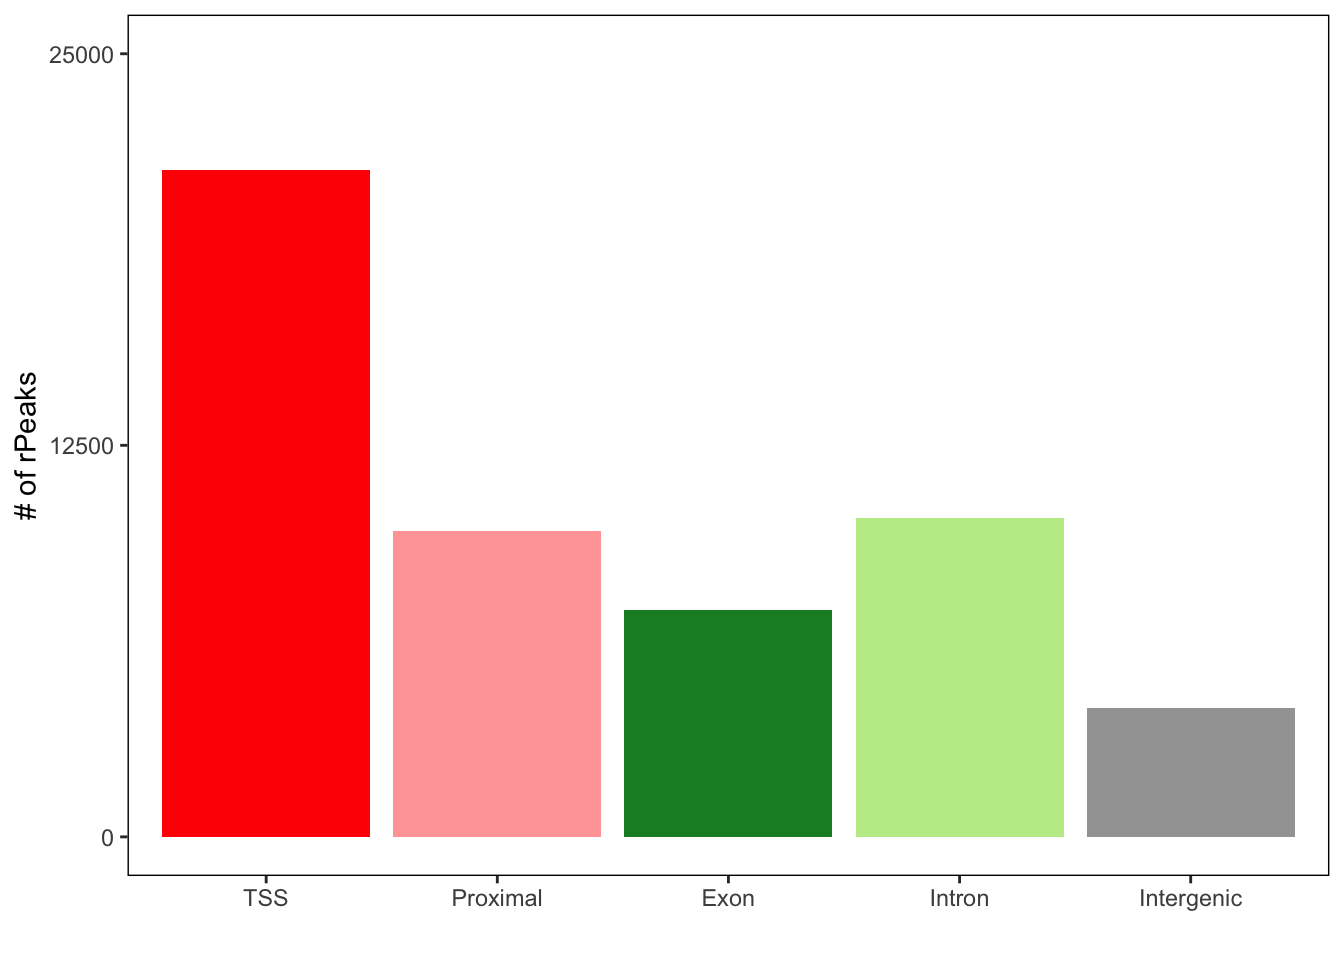 # of rPeaks
25000
12500
0
TSS
Proximal
Exon
Intron
Intergenic